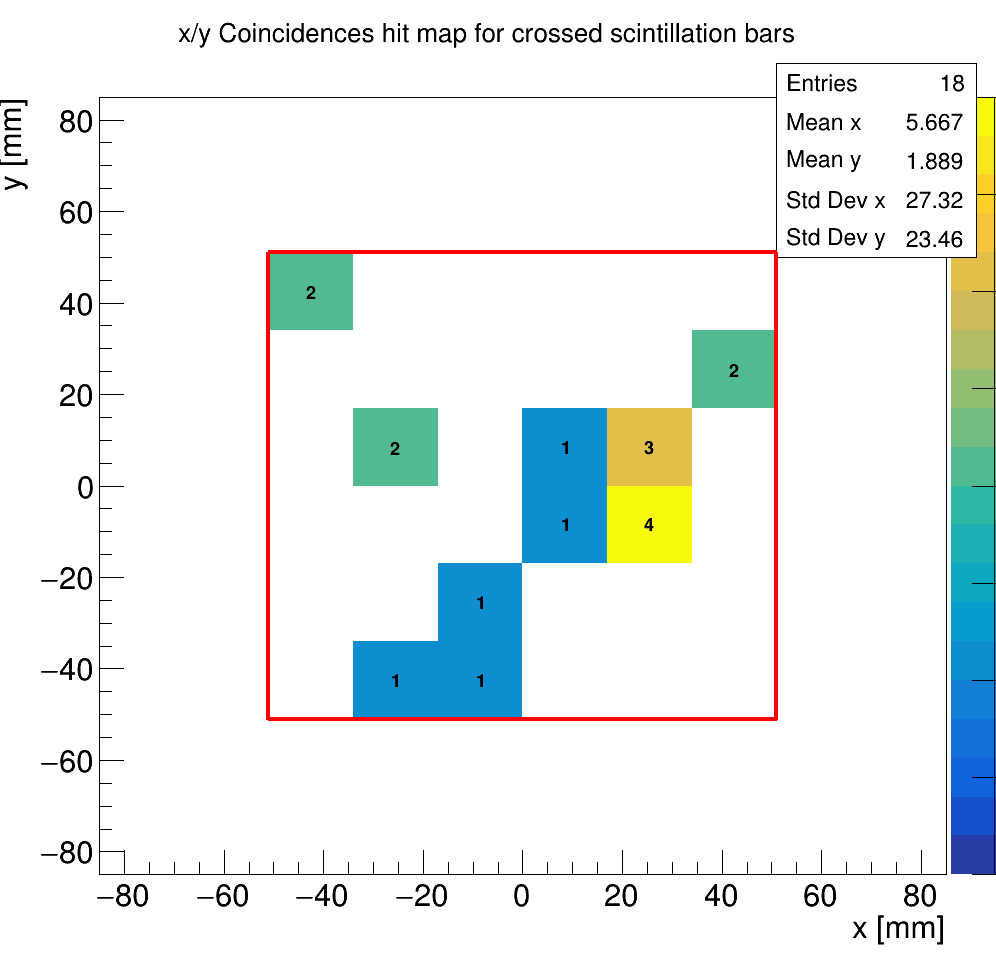 x/y Coincidences hit map for crossed scintillation bars
Entries 18
Mean x 5.667
Mean y 1.889
Std Dev x 27.32
Std Dev y 23.46
y [mm]
80
60
40
20
0
−20
−40
−60
−80
2
2
2 1 3
1 4
1
1 1
−80 −60 −40 −20 0 20 40 60 80
x [mm]